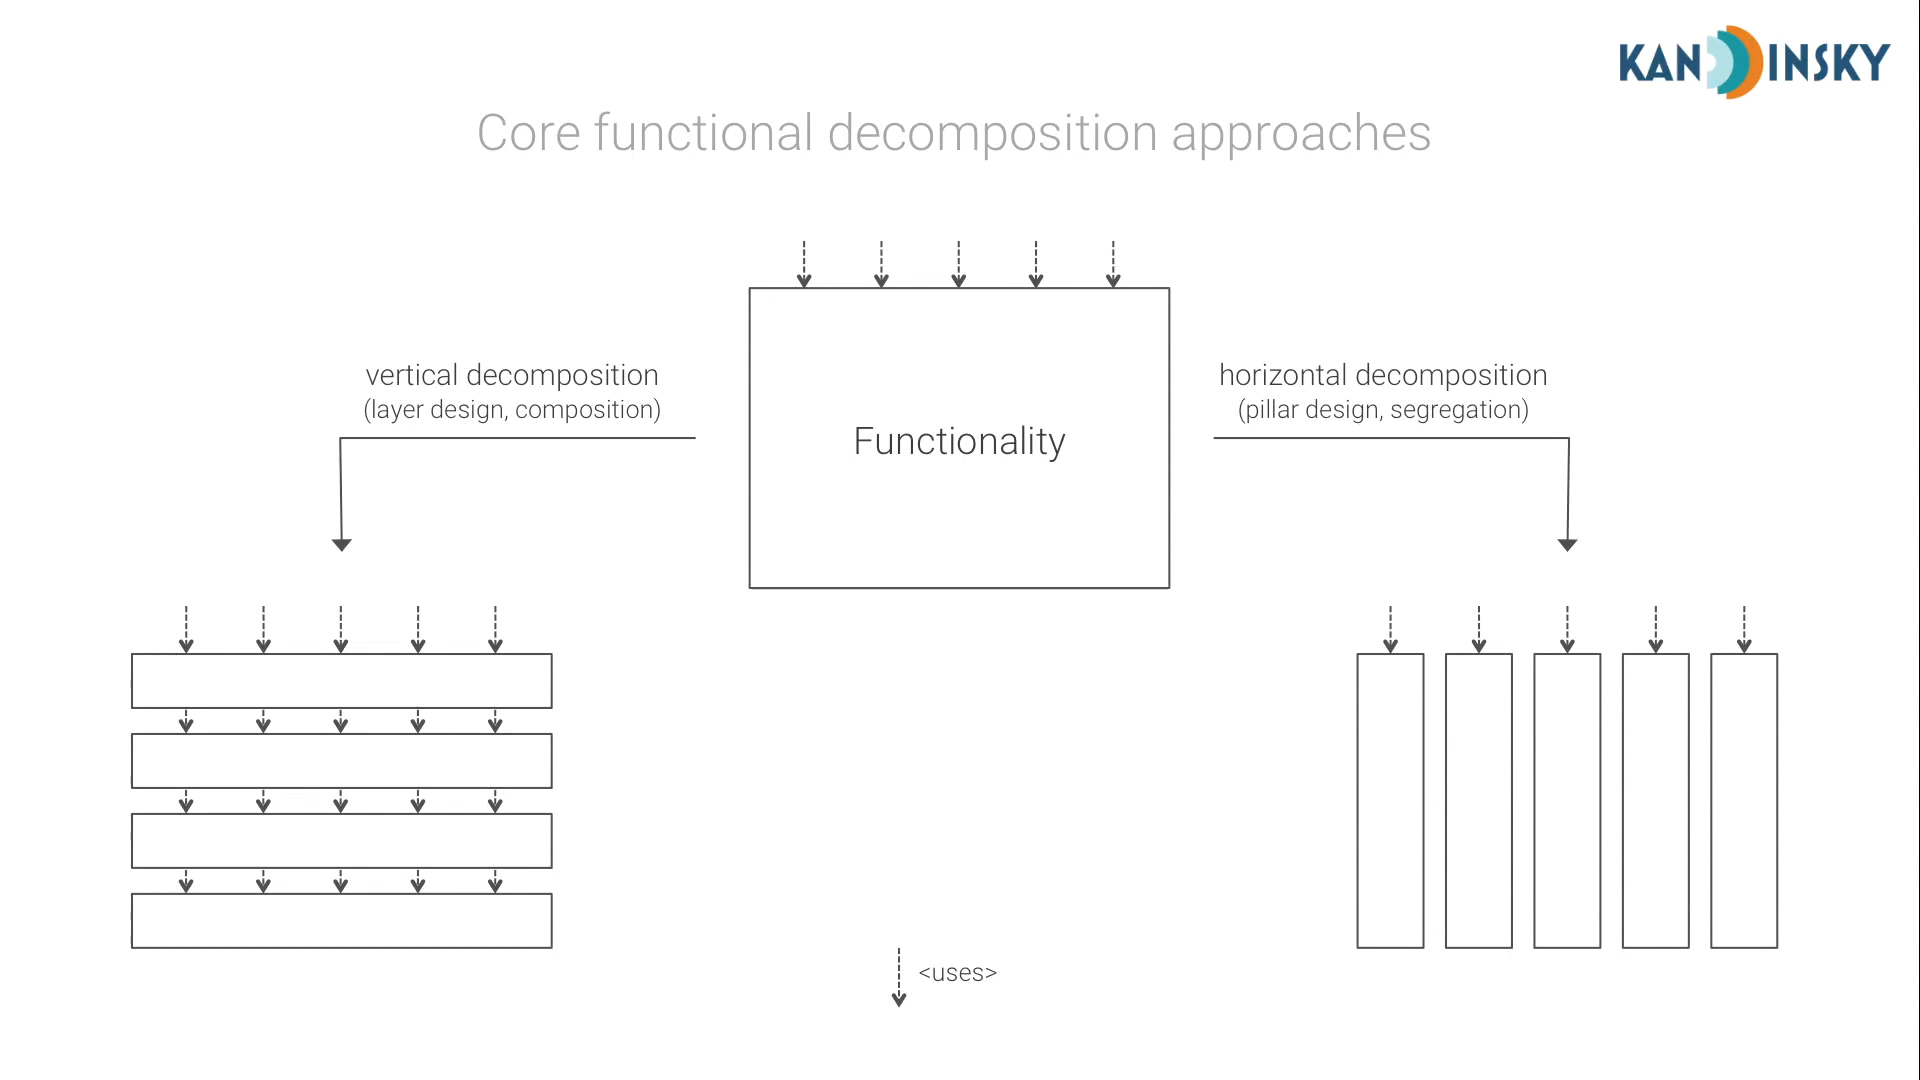 KANDINSKY
Core functional decomposition approaches
vertical decomposition
(layer design, composition)
Functionality
horizontal decomposition
(pillar design, segregation)
<uses>